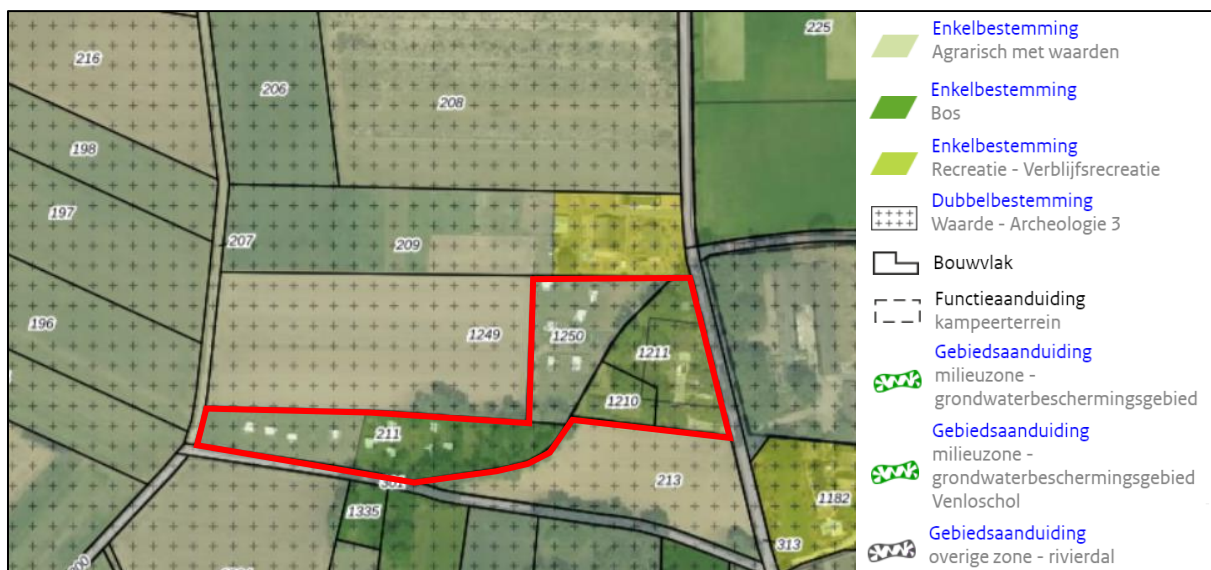 216
206
208
225
198
197
207
209
196
1249
1250
1211
1210
211
213
1335
1182
313
Enkelbestemming
Agrarisch met waarden
Enkelbestemming
Bos
Enkelbestemming
Recreatie - Verblijfsrecreatie
Dubbelbestemming
Waarde - Archeologie 3
Bouwvlak
Functieaanduiding
kampeerterrein
Gebiedsaanduiding
milieuzone -
grondwaterbeschermingsgebied
Gebiedsaanduiding
milieuzone -
grondwaterbeschermingsgebied
Venloschol
Gebiedsaanduiding
overige zone - rivierdal